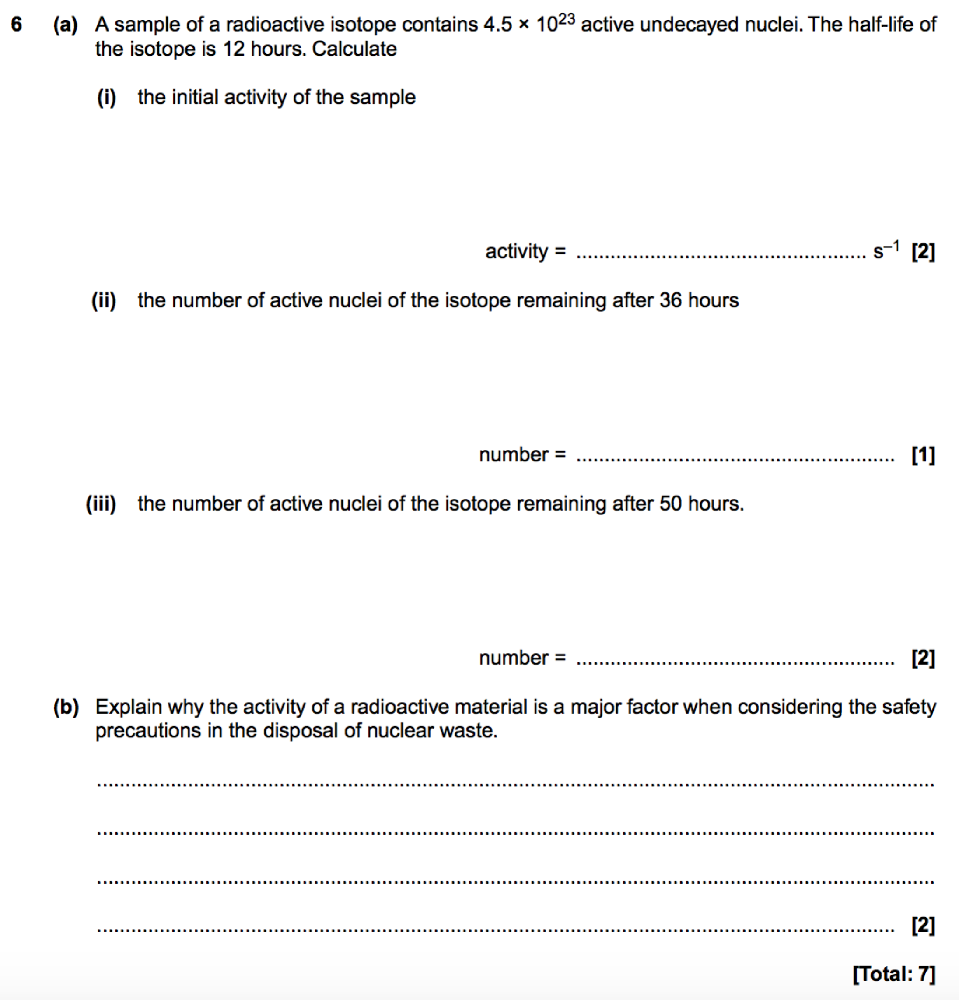 6 (a) A sample of a radioactive isotope contains 4.5 × 10²³ active undecayed nuclei. The half-life of
the isotope is 12 hours. Calculate
(i) the initial activity of the sample
activity = .................................................. s⁻¹ [2]
(ii) the number of active nuclei of the isotope remaining after 36 hours
number = ....................................................... [1]
(iii) the number of active nuclei of the isotope remaining after 50 hours.
number = ....................................................... [2]
(b) Explain why the activity of a radioactive material is a major factor when considering the safety
precautions in the disposal of nuclear waste.
..........................................................................................................................................
..........................................................................................................................................
..........................................................................................................................................
................................................................................................................................... [2]
[Total: 7]